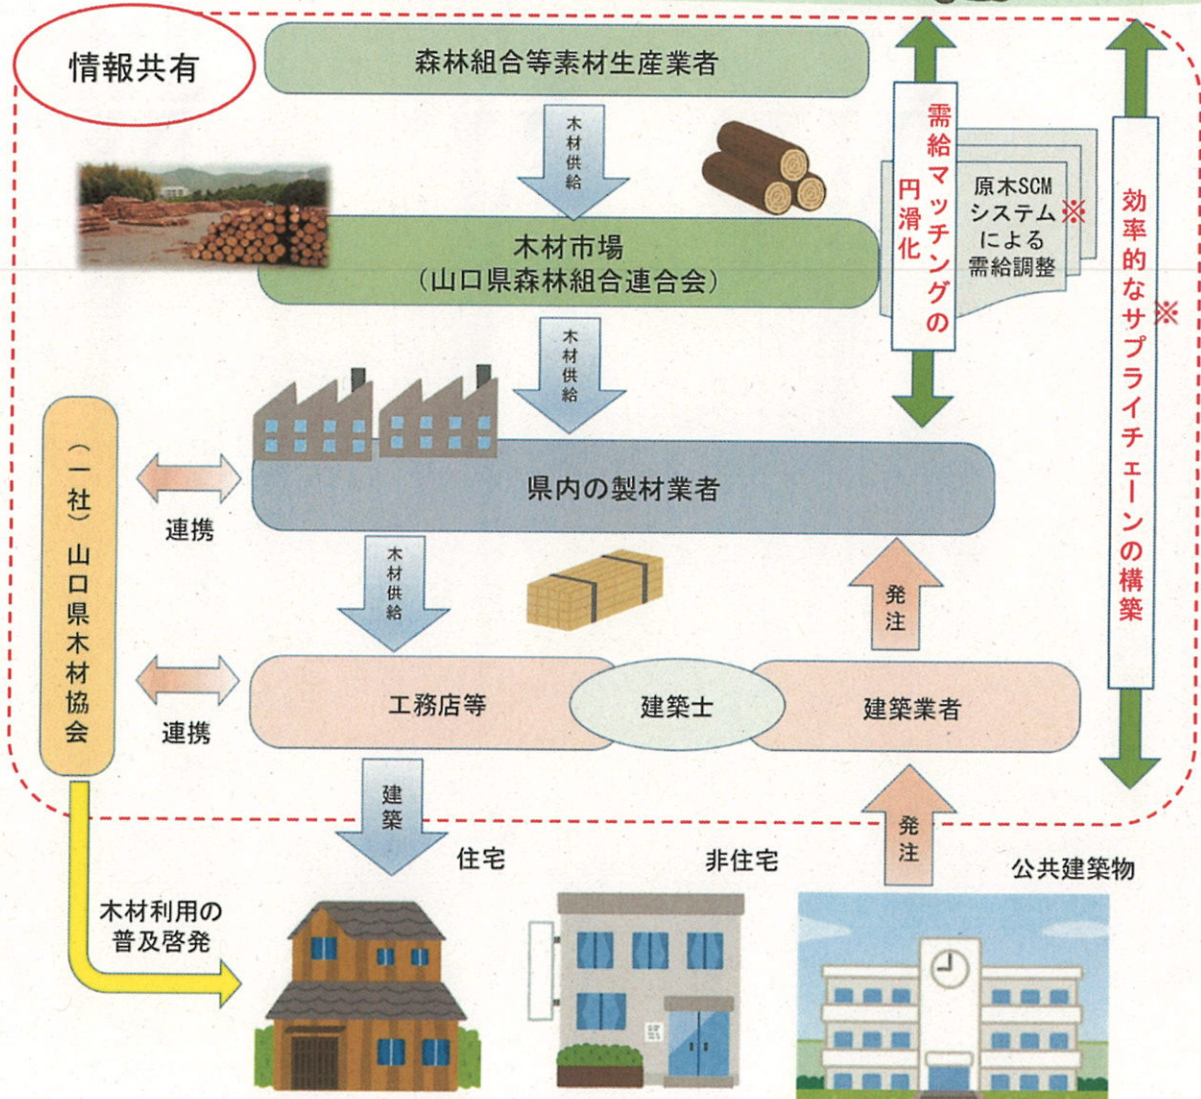 情報共有
森林組合等素材生産業者
木材供給
需給マッチングの
円滑化
原木SCM
システム※
による
需給調整
効率的なサプライチェーンの構築
※
木材市場
(山口県森林組合連合会)
木材供給
県内の製材業者
(一社)山口県木材協会
連携
木材供給
発注
工務店等
建築士
建築業者
連携
建築
発注
住宅
非住宅
公共建築物
木材利用の
普及啓発